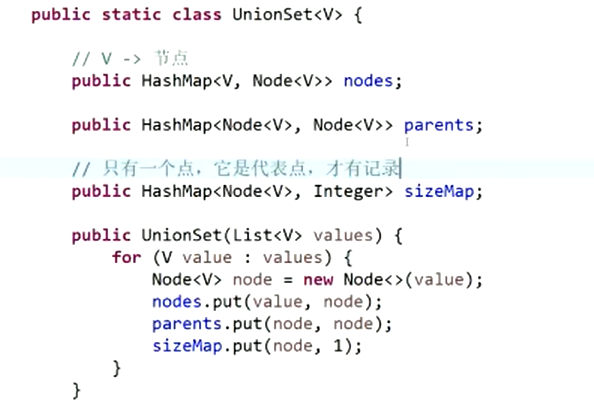 public static class UnionSet<V> {
// V -> 节点
public HashMap<V, Node<V>> nodes;
public HashMap<Node<V>, Node<V>> parents;
// 只有一个点，它是代表点，才有记录
public HashMap<Node<V>, Integer> sizeMap;
public UnionSet(List<V> values) {
for (V value : values) {
Node<V> node = new Node<>(value);
nodes.put(value, node);
parents.put(node, node);
sizeMap.put(node, 1);
}
}